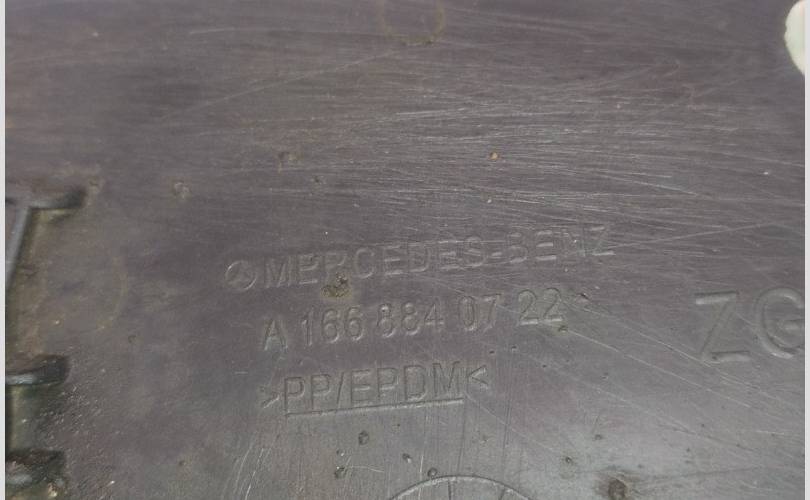 MERCEDES-BENZ
A 166 884 07 22
ZG
>PP/EPDM<